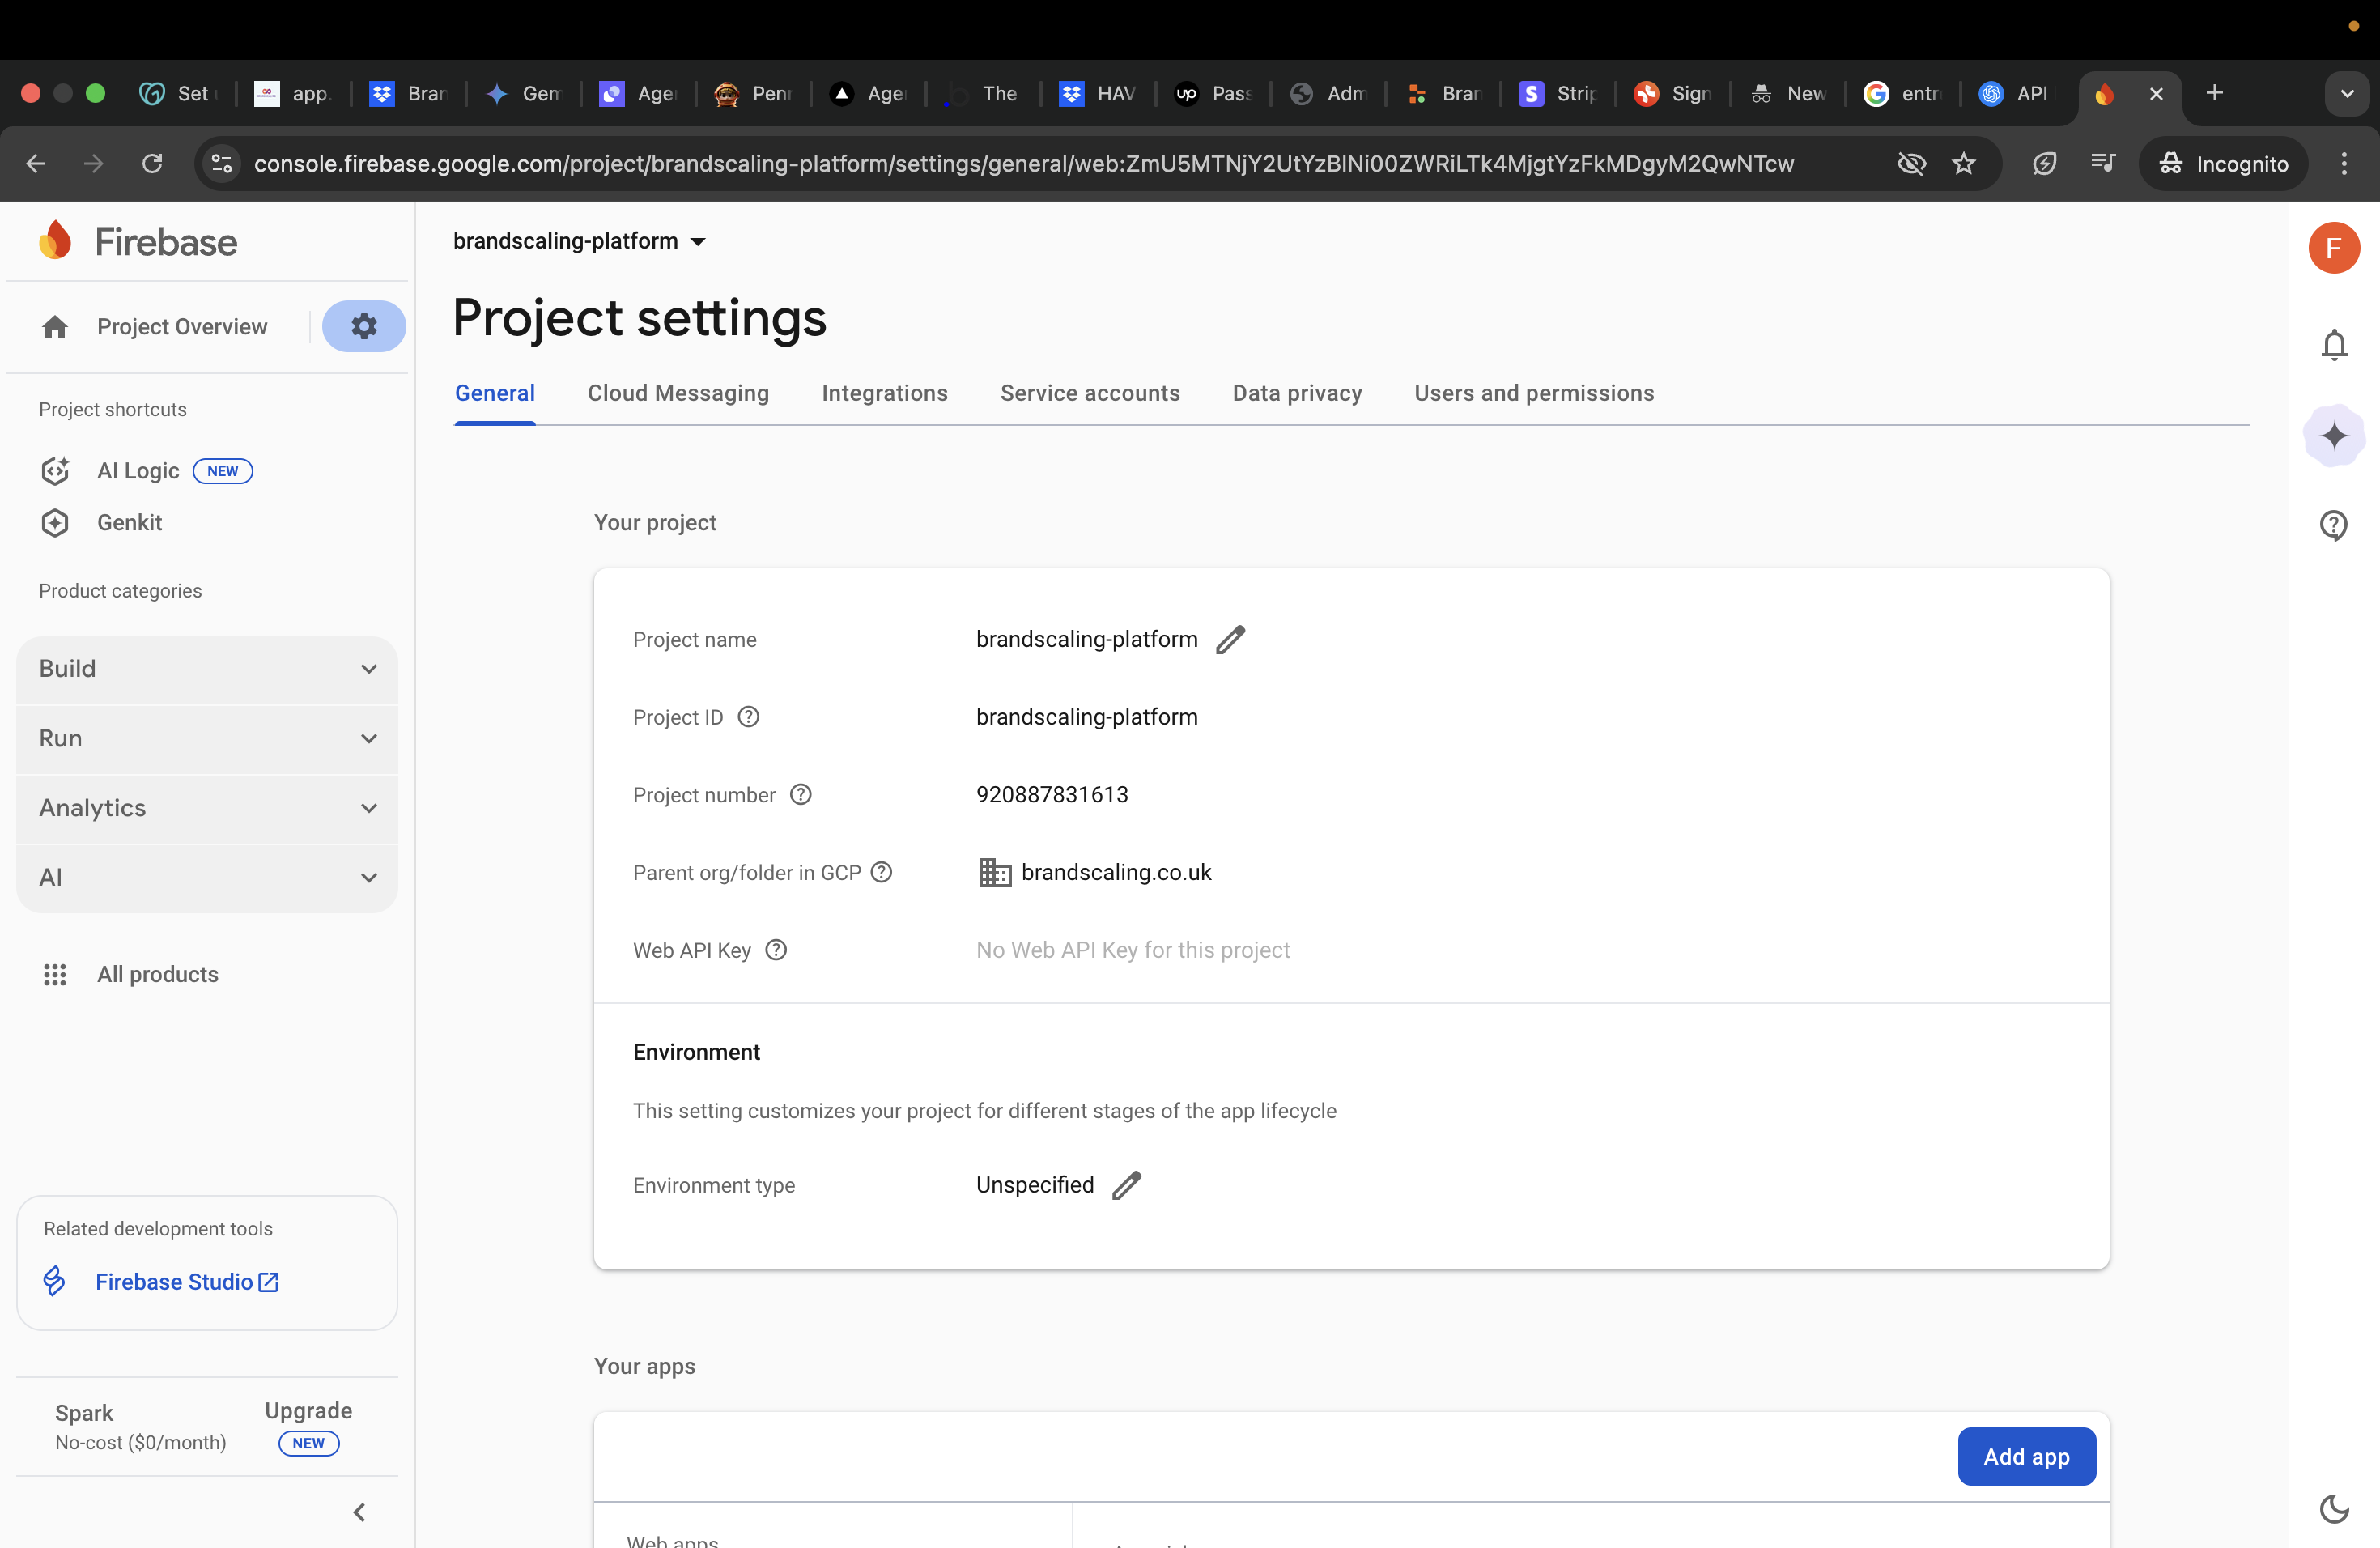 Set
app.
Bran
Gem
Age
Penn
Age
The
HAV
Pass
Adm
Bran
Strip
Sign
New
entr
API
console.firebase.google.com/project/brandscaling-platform/settings/general/web:ZmU5MTNjY2UtYzBlNi00ZWRiLTk4MjgtYzFkMDgyM2QwNTcw
Incognito
Firebase
brandscaling-platform
F
Project Overview
Project settings
General Cloud Messaging Integrations Service accounts Data privacy Users and permissions
Project shortcuts
AI Logic NEW
Genkit
Product categories
Build
Run
Analytics
AI
All products
Related development tools
Firebase Studio
Spark
No-cost ($0/month)
Upgrade
NEW
Your project
Project name brandscaling-platform
Project ID brandscaling-platform
Project number 920887831613
Parent org/folder in GCP brandscaling.co.uk
Web API Key No Web API Key for this project
Environment
This setting customizes your project for different stages of the app lifecycle
Environment type Unspecified
Your apps
Add app
Web apps